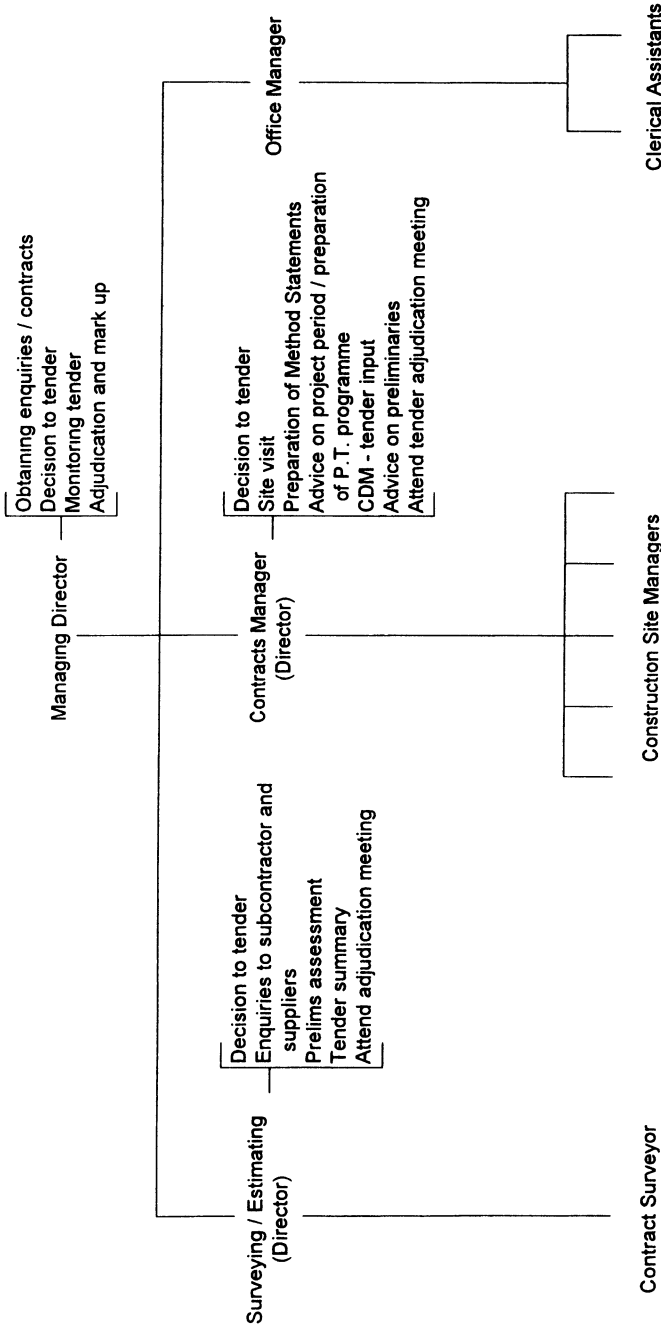 Managing Director
Obtaining enquiries / contracts
Decision to tender
Monitoring tender
Adjudication and mark up
Surveying / Estimating
(Director)
Decision to tender
Enquiries to subcontractor and
suppliers
Prelims assessment
Tender summary
Attend adjudication meeting
Contracts Manager
(Director)
Decision to tender
Site visit
Preparation of Method Statements
Advice on project period / preparation
of P.T. programme
CDM - tender input
Advice on preliminaries
Attend tender adjudication meeting
Office Manager
Contract Surveyor
Construction Site Managers
Clerical Assistants